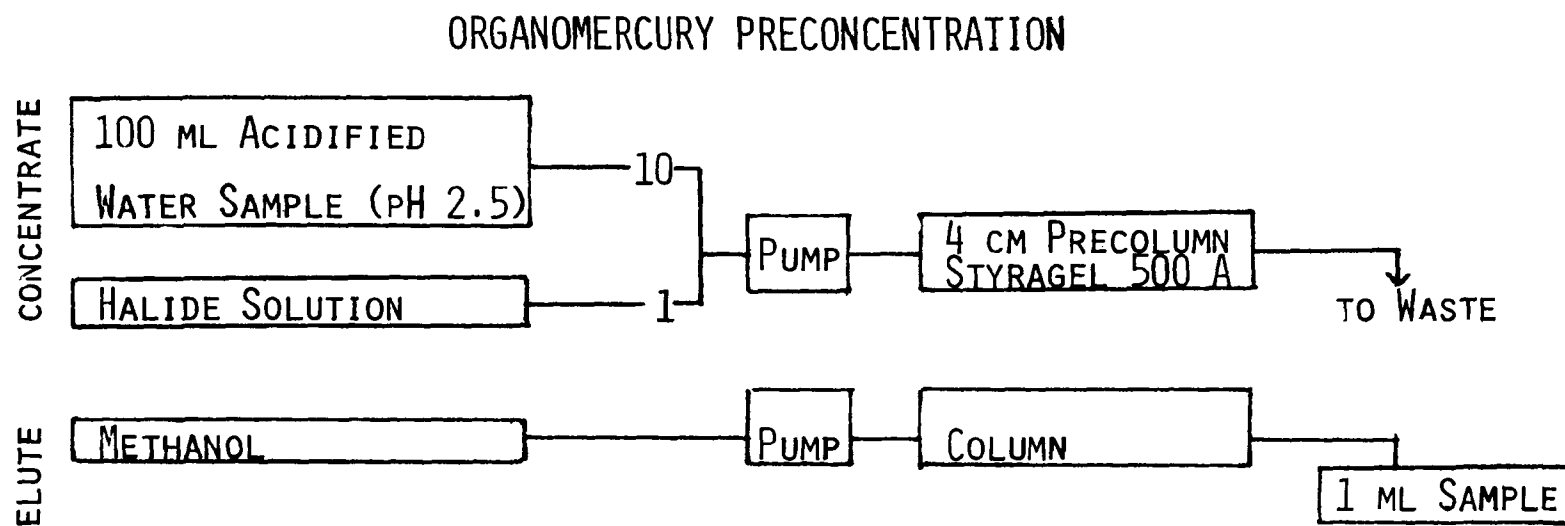 ORGANOMERCURY PRECONCENTRATION
CONCENTRATE
100 ML ACIDIFIED
WATER SAMPLE (PH 2.5)
10
HALIDE SOLUTION
1
PUMP
4 CM PRECOLUMN
STYRAGEL 500 A
TO WASTE
ELUTE
METHANOL
PUMP
COLUMN
1 ML SAMPLE